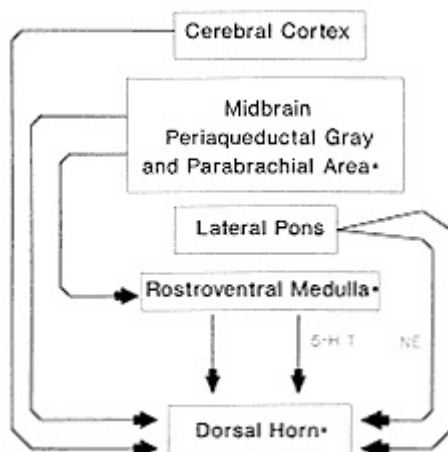 Cerebral Cortex
Midbrain
Periaqueductal Gray
and Parabrachial Area•
Lateral Pons
Rostroventral Medulla•
5-HT NE
Dorsal Horn•